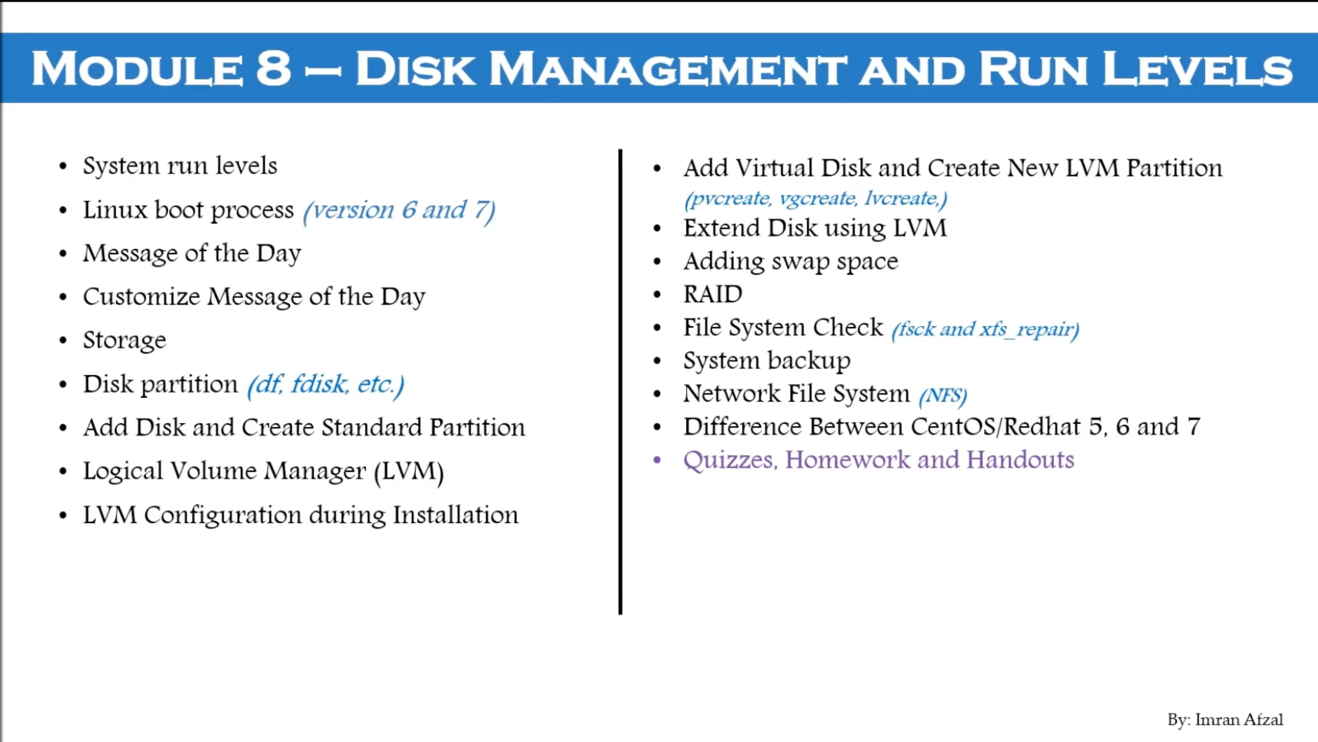 MODULE 8 – DISK MANAGEMENT AND RUN LEVELS
• System run levels
• Linux boot process (version 6 and 7)
• Message of the Day
• Customize Message of the Day
• Storage
• Disk partition (df, fdisk, etc.)
• Add Disk and Create Standard Partition
• Logical Volume Manager (LVM)
• LVM Configuration during Installation
• Add Virtual Disk and Create New LVM Partition
(pvcreate, vgcreate, lvcreate,)
• Extend Disk using LVM
• Adding swap space
• RAID
• File System Check (fsck and xfs_repair)
• System backup
• Network File System (NFS)
• Difference Between CentOS/Redhat 5, 6 and 7
• Quizzes, Homework and Handouts
By: Imran Afzal